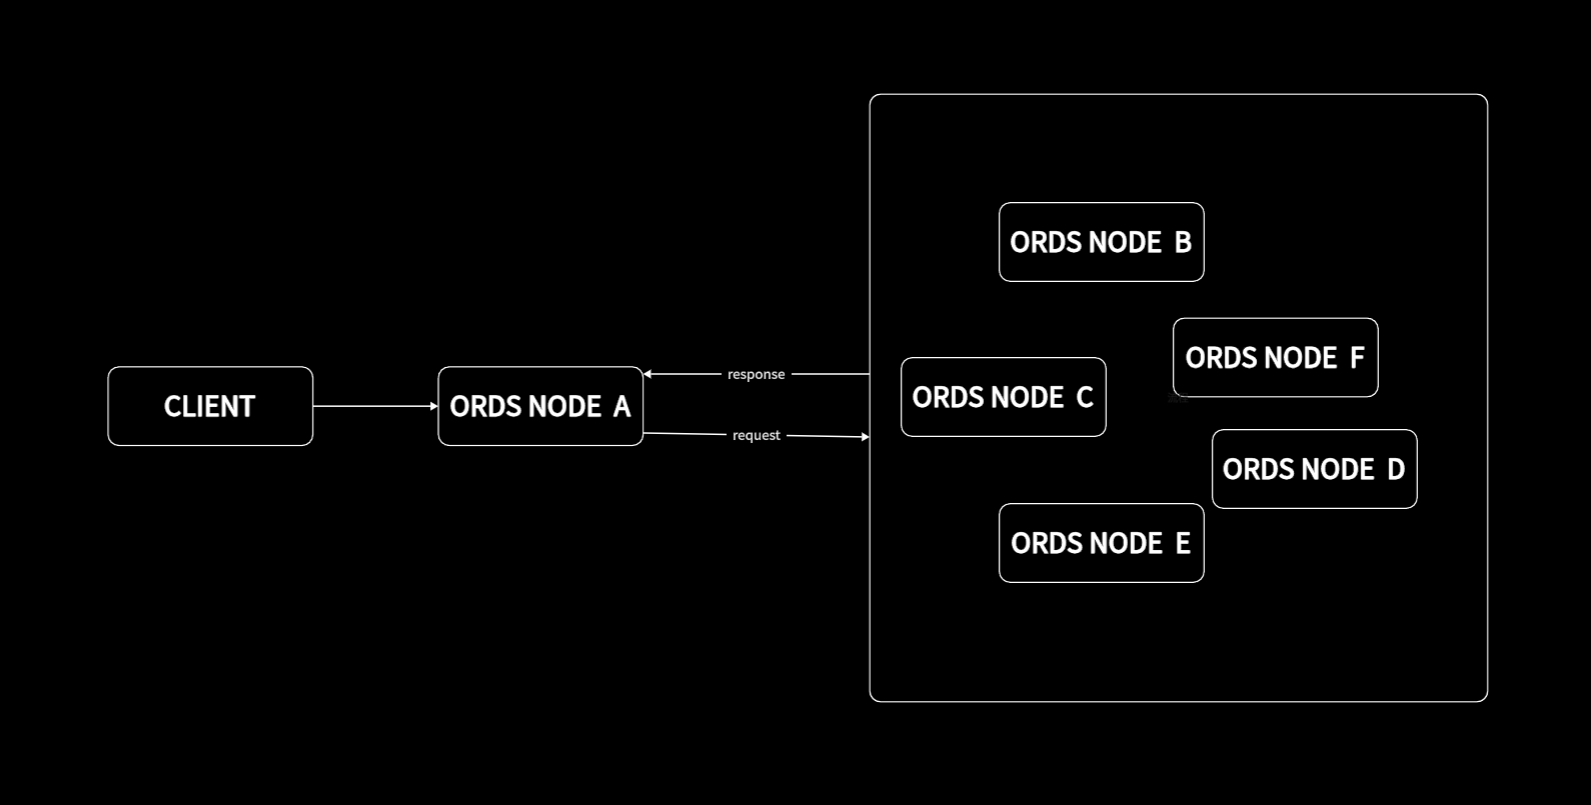 ORDS NODE B
ORDS NODE F
response
ORDS NODE C
CLIENT
ORDS NODE A
request
ORDS NODE D
ORDS NODE E